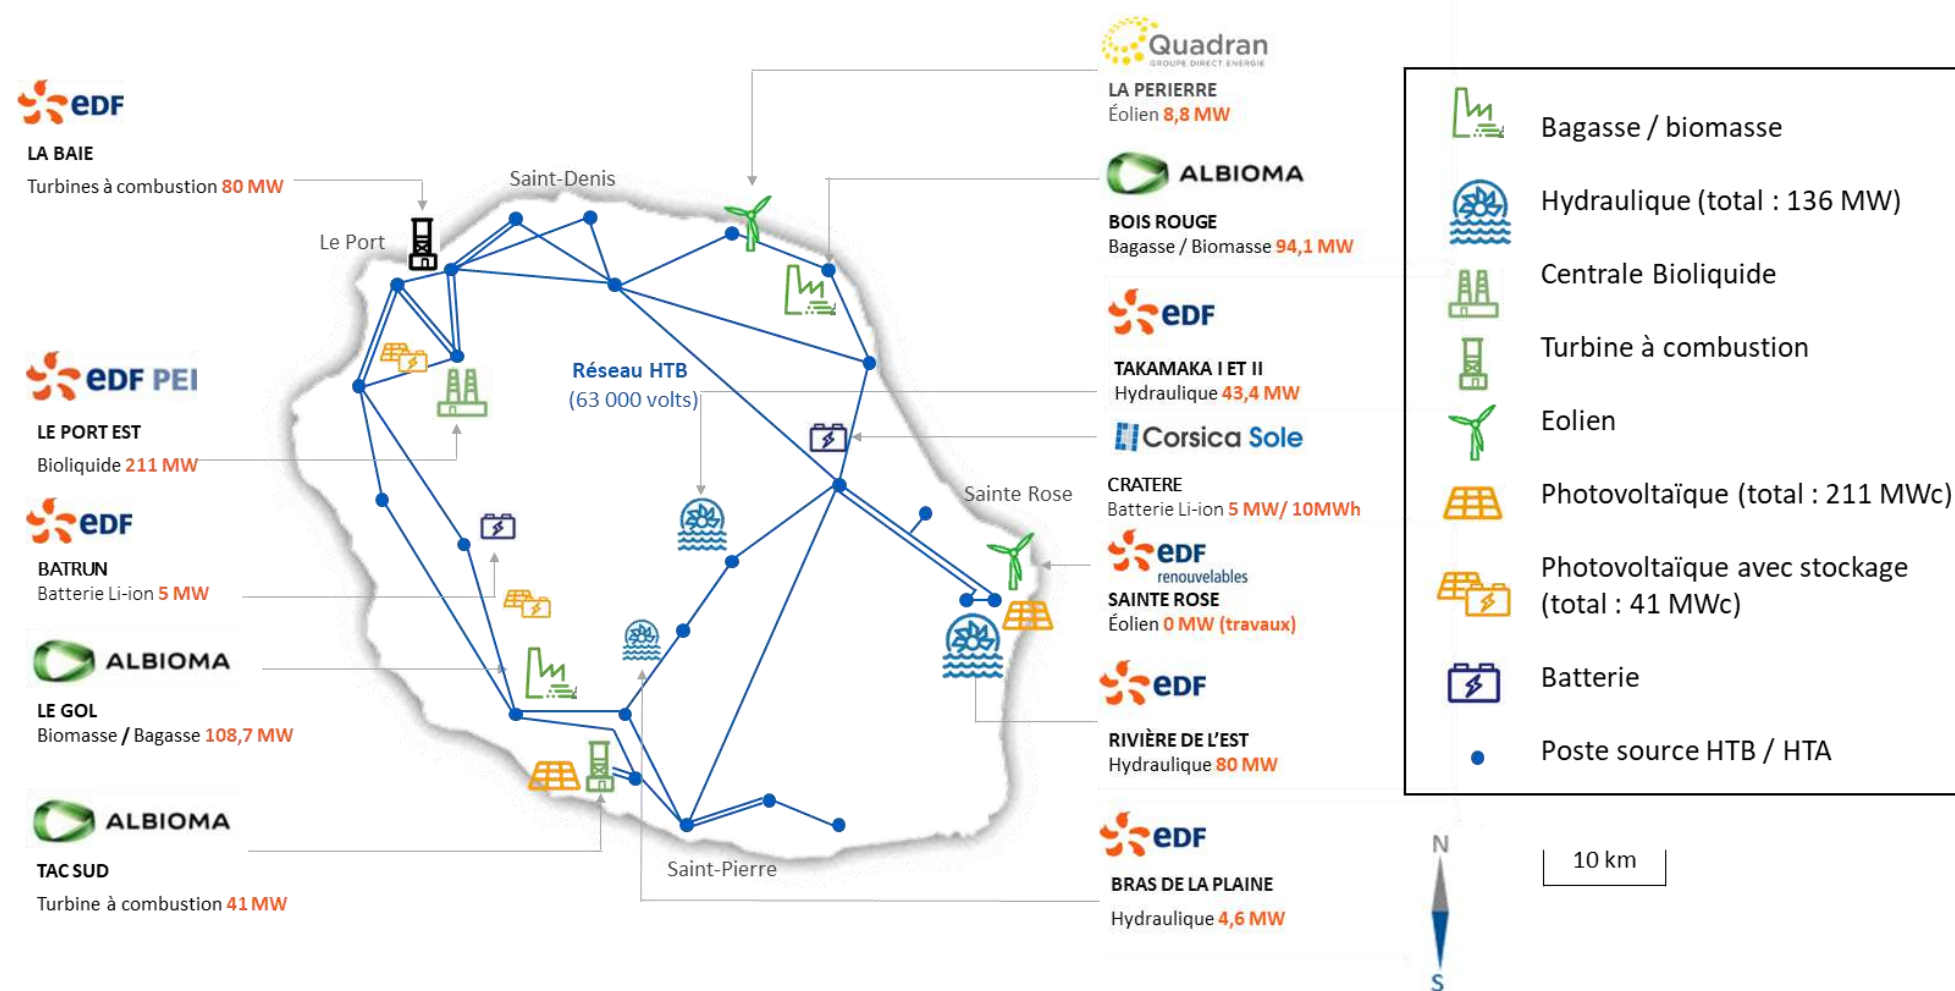 edf
LA BAIE
Turbines à combustion 80 MW
edf PEI
LE PORT EST
Bioliquide 211 MW
edf
BATRUN
Batterie Li-ion 5 MW
ALBIOMA
LE GOL
Biomasse / Bagasse 108,7 MW
ALBIOMA
TAC SUD
Turbine à combustion 41 MW
Saint-Denis
Le Port
Réseau HTB
(63 000 volts)
Sainte Rose
Saint-Pierre
Quadran
GROUPE DIRECT ENERGIE
LA PERIERRE
Éolien 8,8 MW
ALBIOMA
BOIS ROUGE
Bagasse / Biomasse 94,1 MW
edf
TAKAMAKA I ET II
Hydraulique 43,4 MW
Corsica Sole
CRATERE
Batterie Li-ion 5 MW/ 10MWh
edf
renouvelables
SAINTE ROSE
Éolien 0 MW (travaux)
edf
RIVIÈRE DE L’EST
Hydraulique 80 MW
edf
BRAS DE LA PLAINE
Hydraulique 4,6 MW
Bagasse / biomasse
Hydraulique (total : 136 MW)
Centrale Bioliquide
Turbine à combustion
Eolien
Photovoltaïque (total : 211 MWc)
Photovoltaïque avec stockage
(total : 41 MWc)
Batterie
Poste source HTB / HTA
N
S
10 km